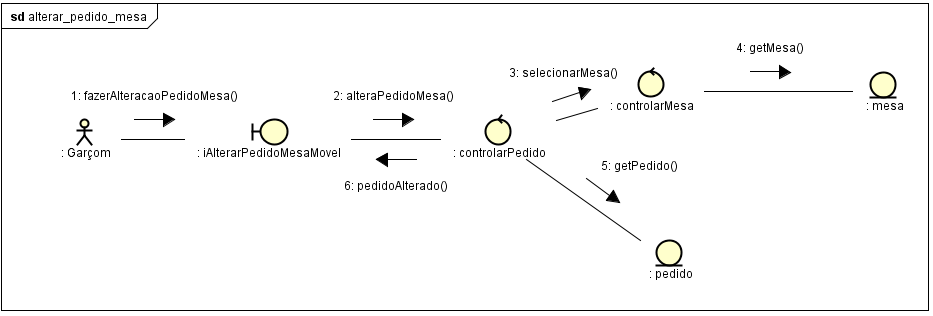 sd alterar_pedido_mesa
4: getMesa()
3: selecionarMesa()
1: fazerAlteracaoPedidoMesa()
2: alteraPedidoMesa()
: controlarMesa
: mesa
: Garçom
: iAlterarPedidoMesaMovel
: controlarPedido
5: getPedido()
6: pedidoAlterado()
: pedido